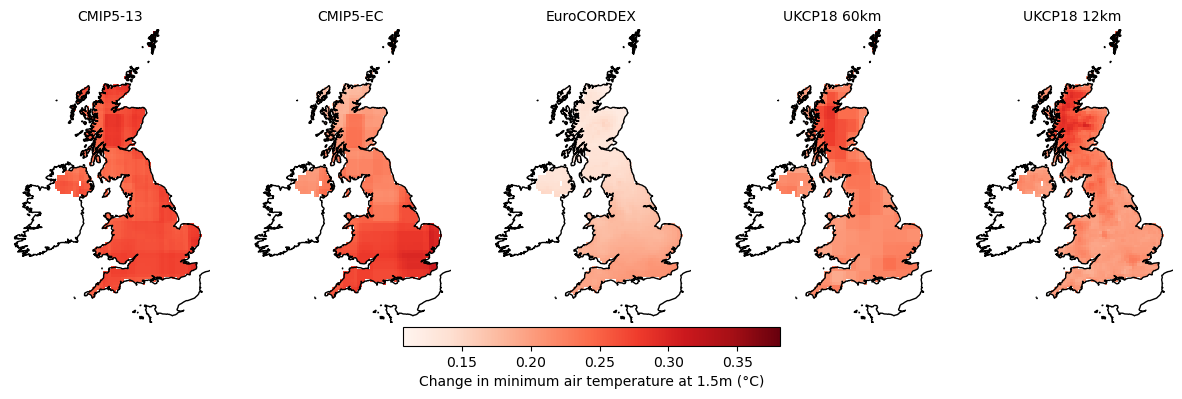 CMIP5-13 CMIP5-EC EuroCORDEX UKCP18 60km UKCP18 12km
0.15 0.20 0.25 0.30 0.35
Change in minimum air temperature at 1.5m (°C)